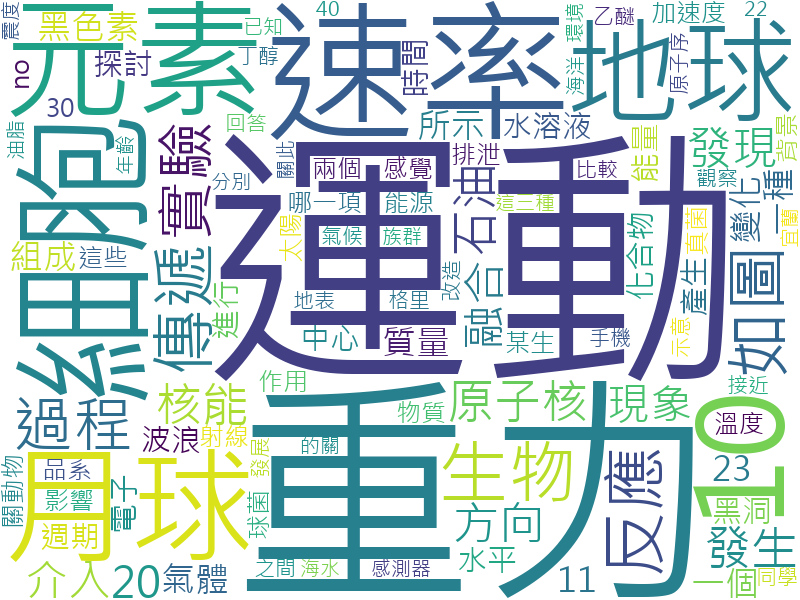 震度
黑色素
元素
40
已知
丁醇
速率
時間
乙醚
環境
加速度
22
海洋
原子序
地球
no
探討
30
油脂
年齡
回答
關此
所示
水溶液
能量
發現
背景
細胞
實驗
分別
兩個
感覺
排泄
比較
觀察
運動
哪一項
能源
石油
這三種
真菌
變化
一種
宜蘭
組成
這些
傳遞
進行
太陽
氣候
族群
融合
改造
化合物
產生
如圖
地表
格里
中心
質量
某生
手機
示意
過程
核能
作用
物質
原子核
現象
接近
10
溫度
月球
重力
波浪
射線
發展
的關
生物
反應
23
黑洞
關動物
品系
影響
週期
電子
球菌
方向
水平
發生
介入
20
氣體
之間
海水
感測器
11
一個
同學